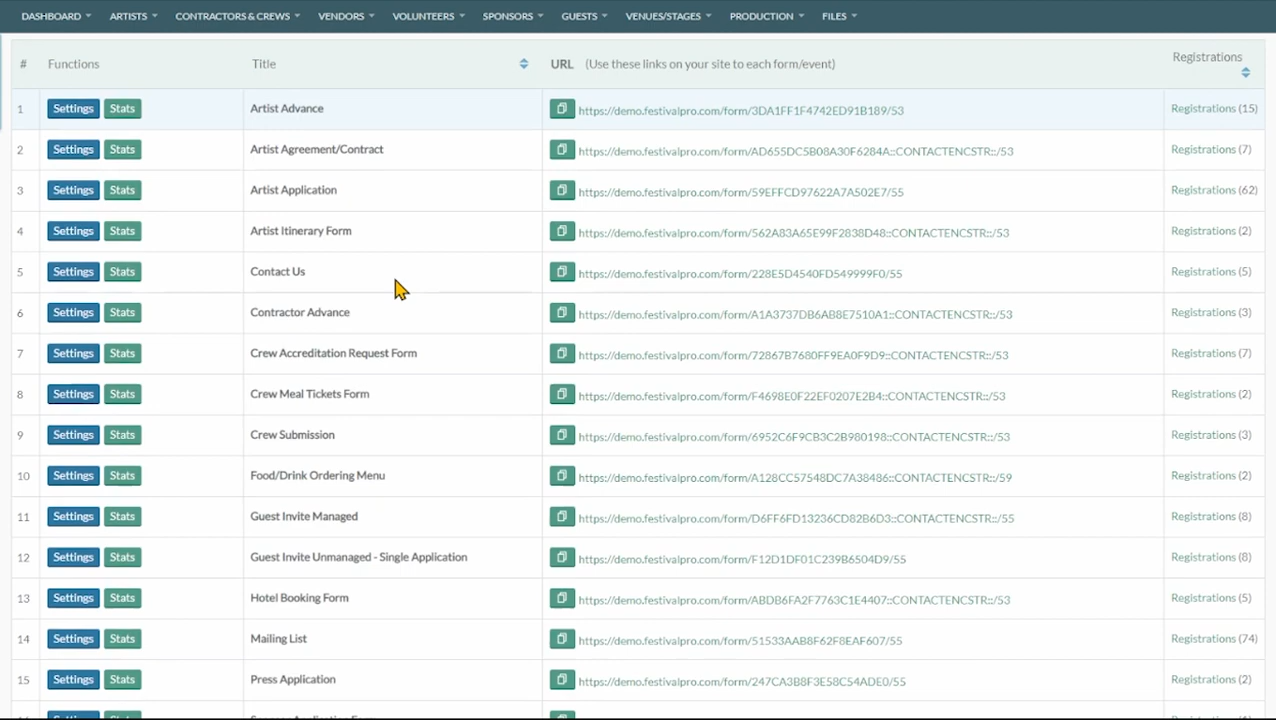 DASHBOARD ARTISTS CONTRACTORS & CREWS VENDORS VOLUNTEERS SPONSORS GUESTS VENUES/STAGES PRODUCTION FILES
# Functions Title URL (Use these links on your site to each form/event) Registrations
1 Settings Stats Artist Advance https://demo.festivalpro.com/form/3DA1FF1F4742ED91B189/53 Registrations (15)
2 Settings Stats Artist Agreement/Contract https://demo.festivalpro.com/form/AD655DC5B08A30F6284A::CONTACTENCSTR::/53 Registrations (7)
3 Settings Stats Artist Application https://demo.festivalpro.com/form/59EFFCD97622A7A502E7/55 Registrations (62)
4 Settings Stats Artist Itinerary Form https://demo.festivalpro.com/form/562A83A65E99F2838D48::CONTACTENCSTR::/53 Registrations (2)
5 Settings Stats Contact Us https://demo.festivalpro.com/form/228E5D4540FD549999F0/55 Registrations (5)
6 Settings Stats Contractor Advance https://demo.festivalpro.com/form/A1A3737DB6AB8E7510A1::CONTACTENCSTR::/53 Registrations (3)
7 Settings Stats Crew Accreditation Request Form https://demo.festivalpro.com/form/72867B7680FF9EA0F9D9::CONTACTENCSTR::/53 Registrations (7)
8 Settings Stats Crew Meal Tickets Form https://demo.festivalpro.com/form/F4698E0F22EF0207E2B4::CONTACTENCSTR::/53 Registrations (2)
9 Settings Stats Crew Submission https://demo.festivalpro.com/form/6952C6F9CB3C2B980198::CONTACTENCSTR::/53 Registrations (3)
10 Settings Stats Food/Drink Ordering Menu https://demo.festivalpro.com/form/A128CC57548DC7A38486::CONTACTENCSTR::/59 Registrations (2)
11 Settings Stats Guest Invite Managed https://demo.festivalpro.com/form/D6FF6FD13236CD82B6D3::CONTACTENCSTR::/55 Registrations (8)
12 Settings Stats Guest Invite Unmanaged - Single Application https://demo.festivalpro.com/form/F12D1DF01C239B6504D9/55 Registrations (8)
13 Settings Stats Hotel Booking Form https://demo.festivalpro.com/form/ABDB6FA2F7763C1E4407::CONTACTENCSTR::/53 Registrations (5)
14 Settings Stats Mailing List https://demo.festivalpro.com/form/51533AAB8F62F8EAF607/55 Registrations (74)
15 Settings Stats Press Application https://demo.festivalpro.com/form/247CA3B8F3E58C54ADE0/55 Registrations (2)